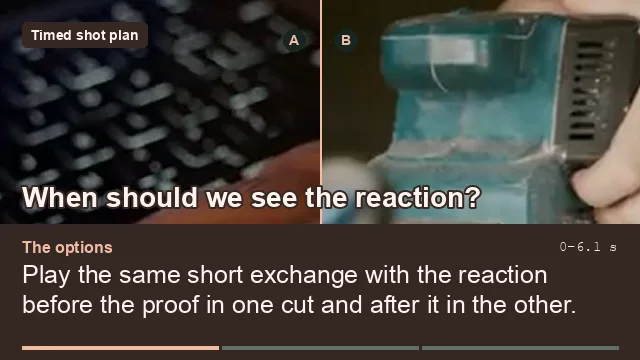 Timed shot plan
A
B
When should we see the reaction?
The options
0–6.1 s
Play the same short exchange with the reaction
before the proof in one cut and after it in the other.